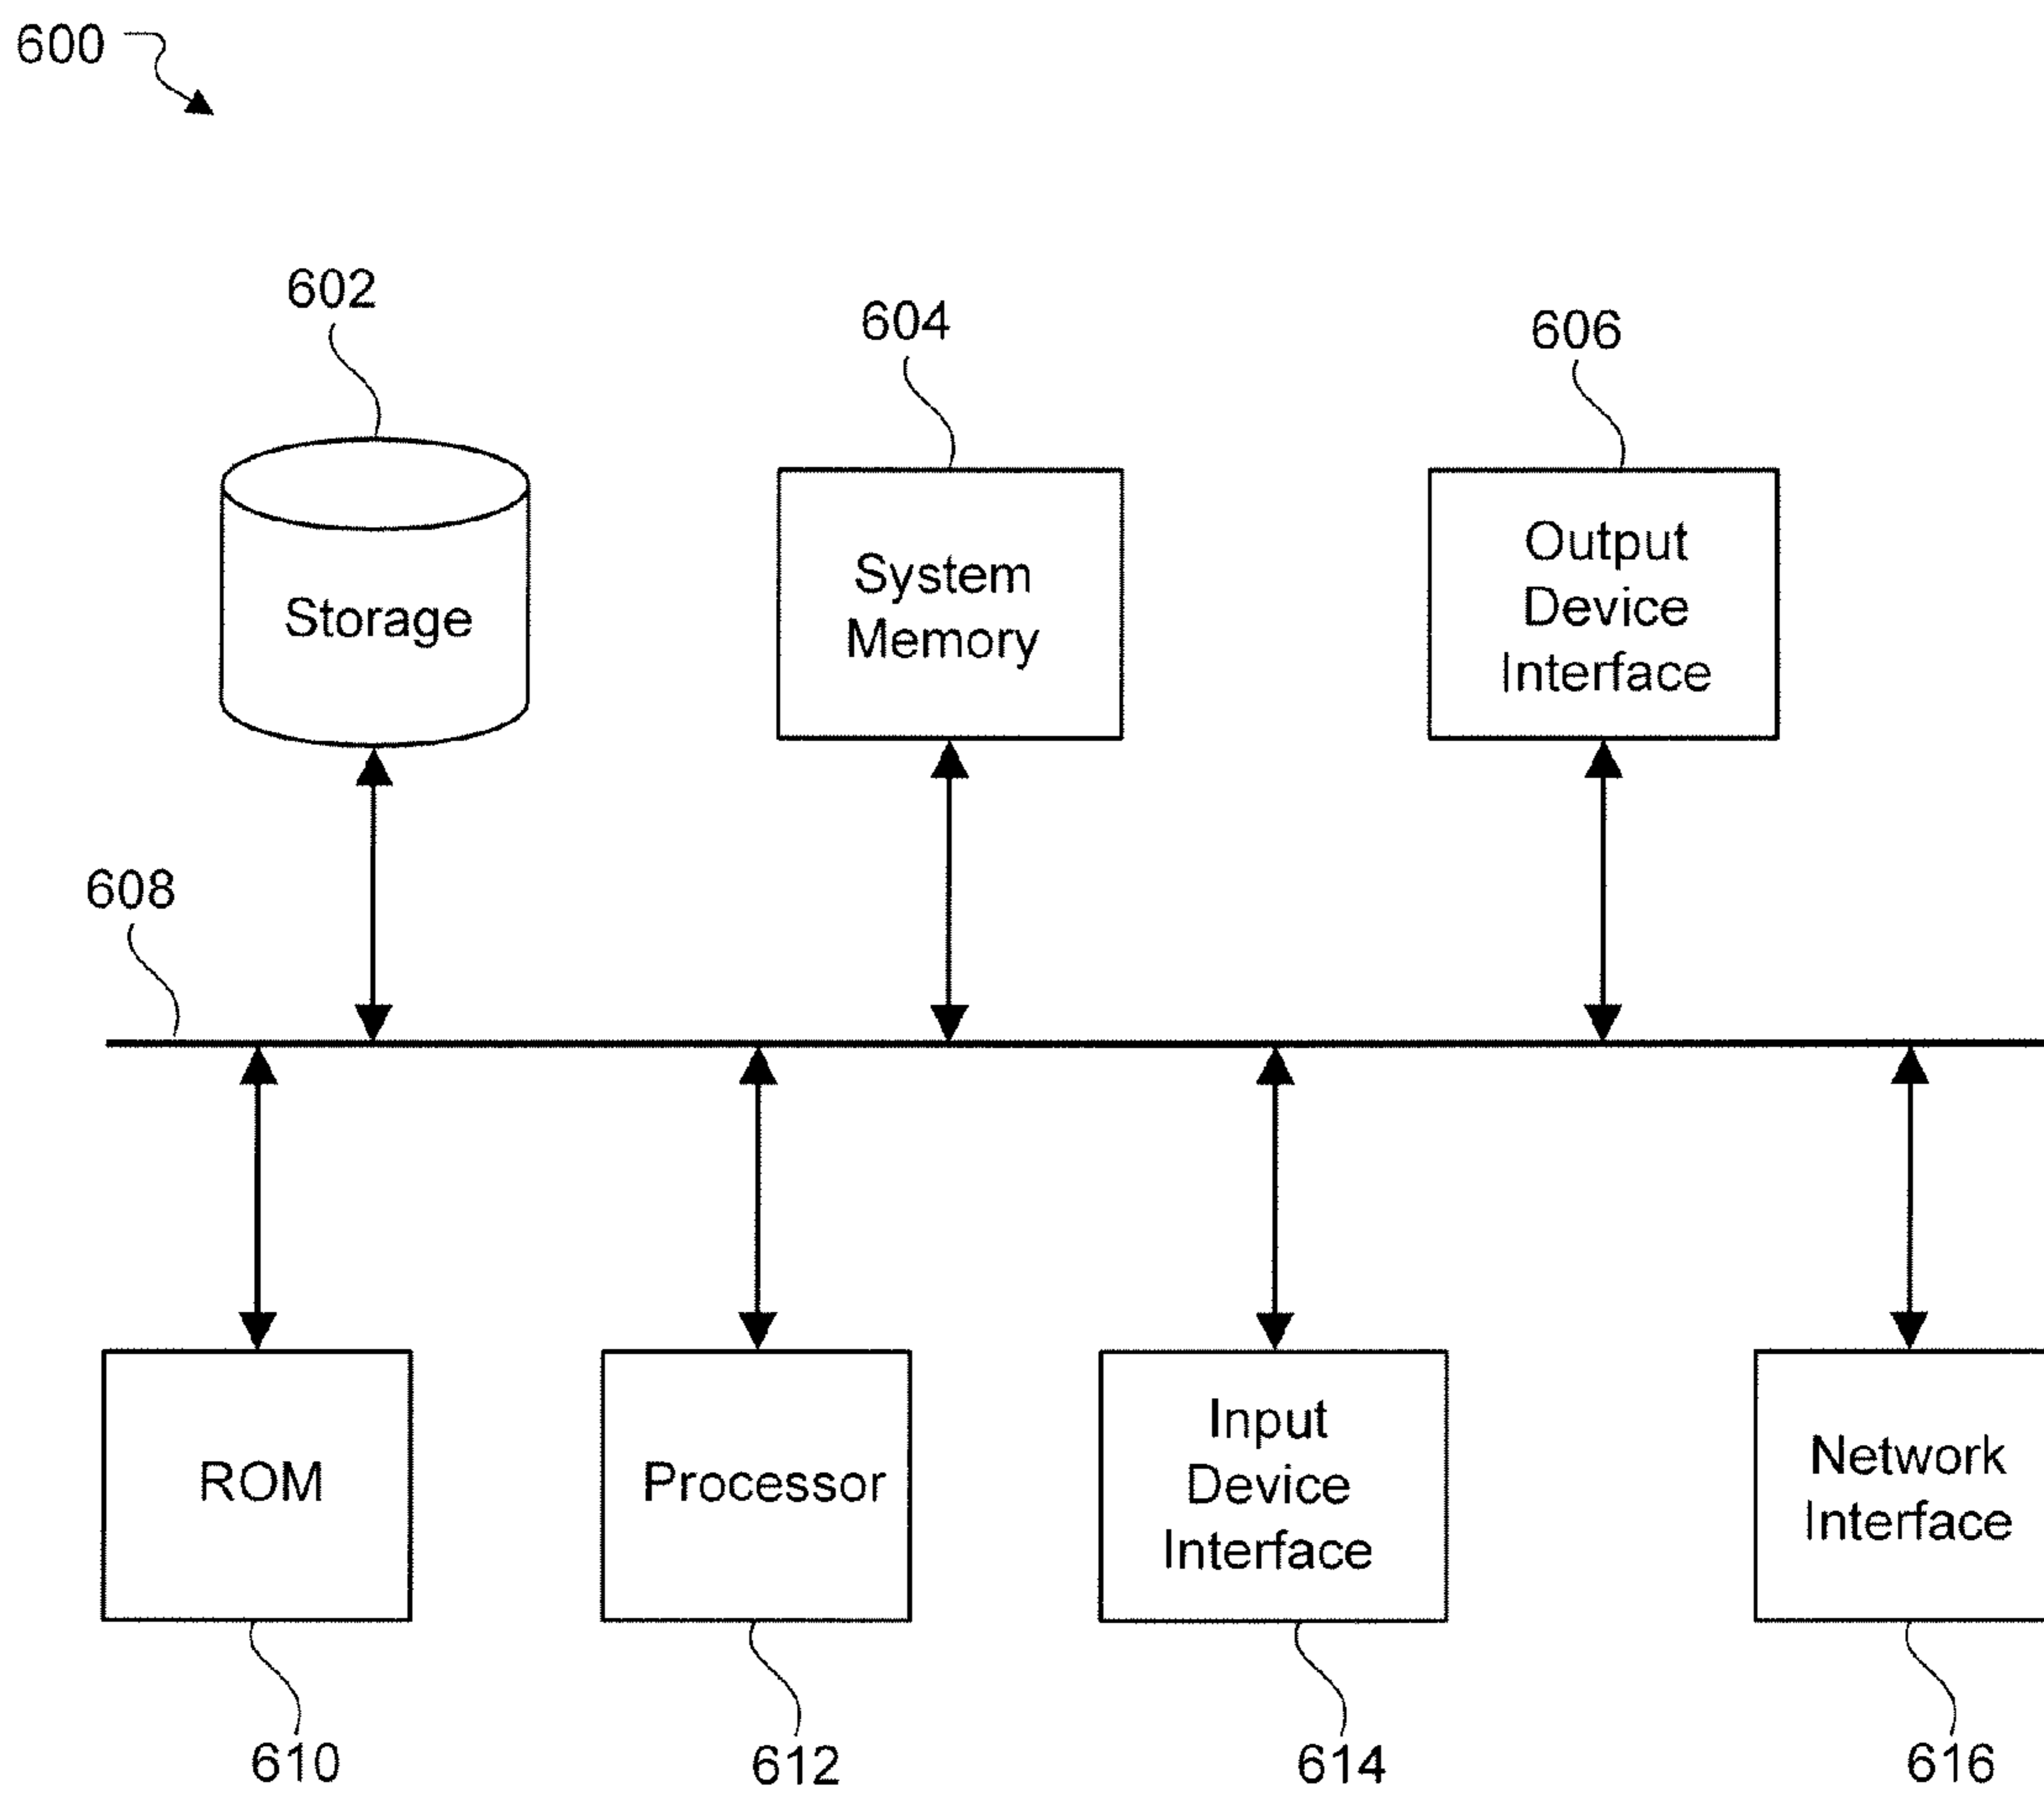 600
602
604
606
Storage
System
Memory
Output
Device
Interface
608
ROM
Processor
Input
Device
Interface
Network
Interface
610
612
614
616